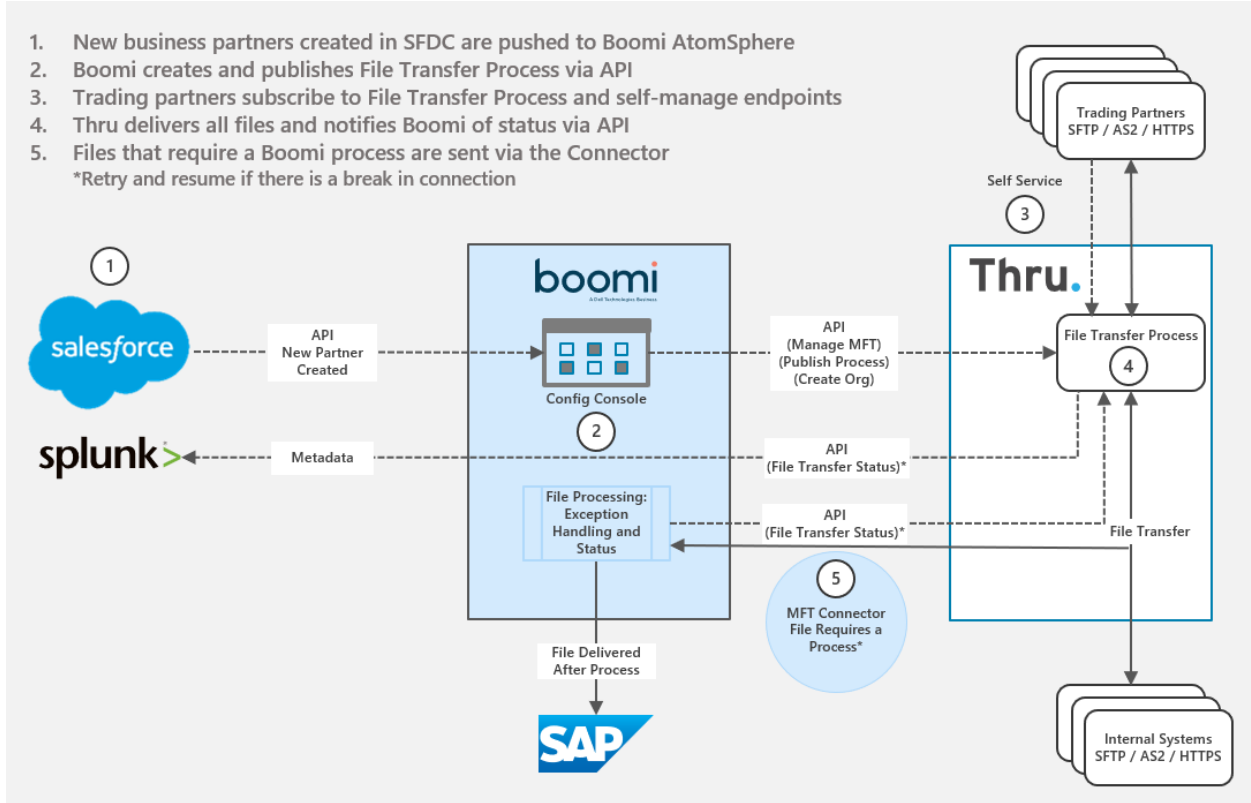 1. New business partners created in SFDC are pushed to Boomi AtomSphere
2. Boomi creates and publishes File Transfer Process via API
3. Trading partners subscribe to File Transfer Process and self-manage endpoints
4. Thru delivers all files and notifies Boomi of status via API
5. Files that require a Boomi process are sent via the Connector
*Retry and resume if there is a break in connection
Trading Partners
SFTP / AS2 / HTTPS
Self Service
3
1
salesforce
API
New Partner
Created
boomi
A Dell Technologies Business
Config Console
2
API
(Manage MFT)
(Publish Process)
(Create Org)
Thru.
File Transfer Process
4
splunk>
Metadata
API
(File Transfer Status)*
File Processing:
Exception
Handling and
Status
API
(File Transfer Status)*
File Transfer
5
MFT Connector
File Requires a
Process*
File Delivered
After Process
SAP
Internal Systems
SFTP / AS2 / HTTPS